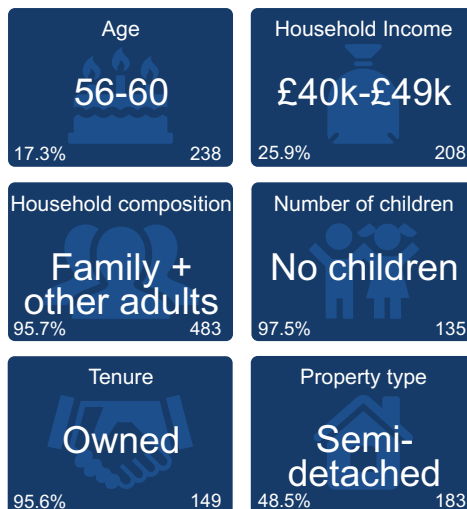 Age
56-60
17.3% 238
Household Income
£40k-£49k
25.9% 208
Household composition
Family +
other adults
95.7% 483
Number of children
No children
97.5% 135
Tenure
Owned
95.6% 149
Property type
Semi-
detached
48.5% 183